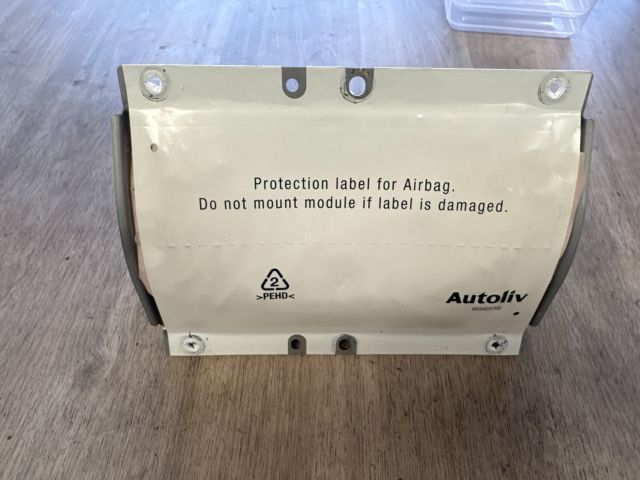 Protection label for Airbag.
Do not mount module if label is damaged.
2
>PEHD<
Autoliv